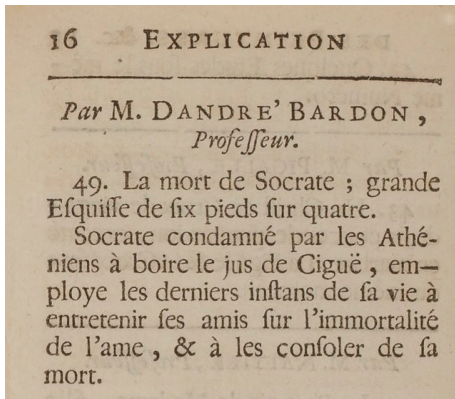 16 EXPLICATION
Par M. DANDRE' BARDON,
Professeur.
49. La mort de Socrate ; grande
Esquisse de six pieds sur quatre.
Socrate condamné par les Athé-
niens à boire le jus de Ciguë, em—
ploye les derniers instans de sa vie à
entretenir ses amis sur l'immortalité
de l'ame, & à les consoler de sa
mort.